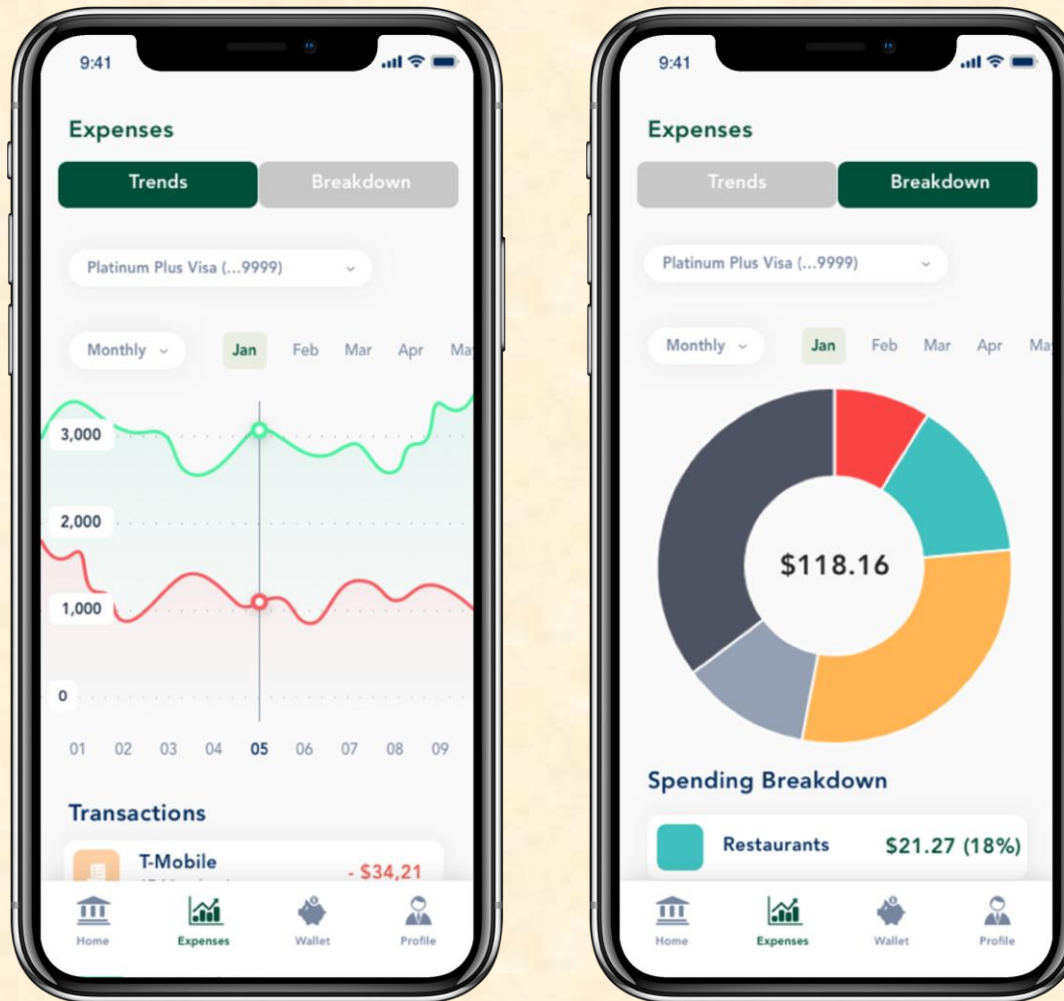 9:41
Expenses
Trends Breakdown
Platinum Plus Visa (...9999)
Monthly Jan Feb Mar Apr Ma
3,000
2,000
1,000
0
01 02 03 04 05 06 07 08 09
Transactions
T-Mobile - $34,21
Home Expenses Wallet Profile
9:41
Expenses
Trends Breakdown
Platinum Plus Visa (...9999)
Monthly Jan Feb Mar Apr May
$118.16
Spending Breakdown
Restaurants $21.27 (18%)
Home Expenses Wallet Profile